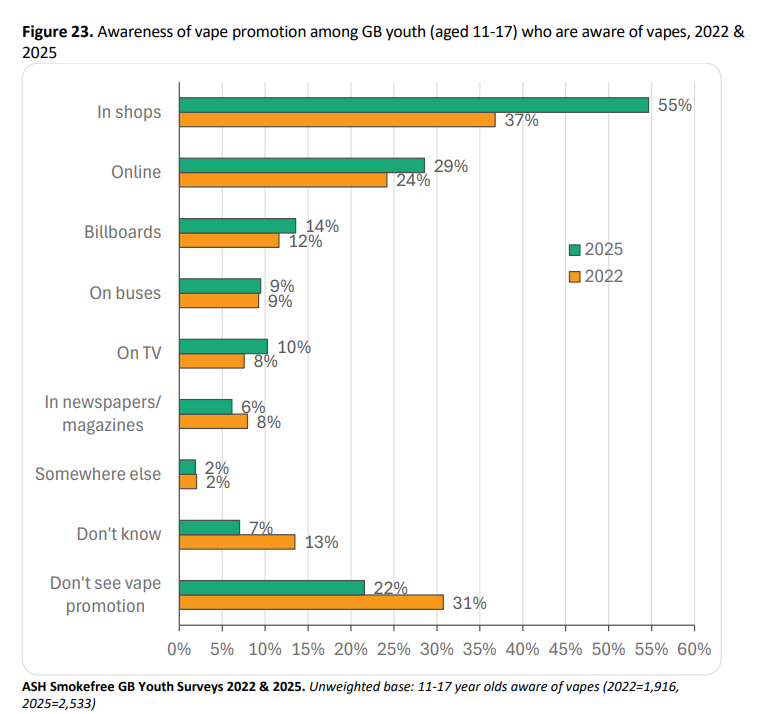 Figure 23. Awareness of vape promotion among GB youth (aged 11-17) who are aware of vapes, 2022 &
2025
In shops
55%
37%
Online
29%
24%
Billboards
14%
12%
On buses
9%
9%
On TV
10%
8%
In newspapers/
magazines
6%
8%
Somewhere else
2%
2%
Don't know
7%
13%
Don't see vape
promotion
22%
31%
2025
2022
0% 5% 10% 15% 20% 25% 30% 35% 40% 45% 50% 55% 60%
ASH Smokefree GB Youth Surveys 2022 & 2025. Unweighted base: 11-17 year olds aware of vapes (2022=1,916,
2025=2,533)